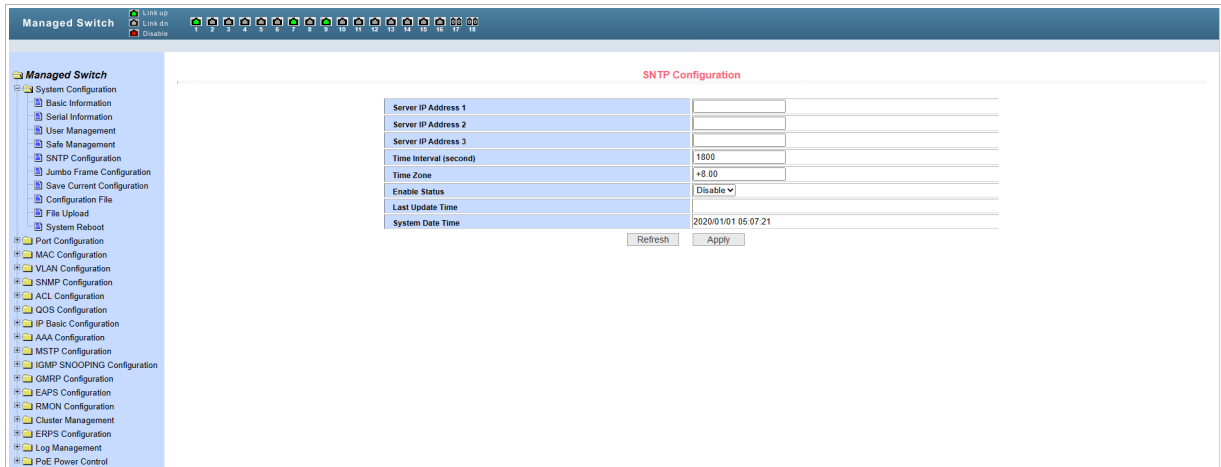 Managed Switch
Link up
Link dn
Disable
1 2 3 4 5 6 7 8 9 10 11 12 13 14 15 16 17 18
Managed Switch
System Configuration
Basic Information
Serial Information
User Management
Safe Management
SNTP Configuration
Jumbo Frame Configuration
Save Current Configuration
Configuration File
File Upload
System Reboot
Port Configuration
MAC Configuration
VLAN Configuration
SNMP Configuration
ACL Configuration
QOS Configuration
IP Basic Configuration
AAA Configuration
MSTP Configuration
IGMP SNOOPING Configuration
GMRP Configuration
EAPS Configuration
RMON Configuration
Cluster Management
ERPS Configuration
Log Management
PoE Power Control
SNTP Configuration
Server IP Address 1
Server IP Address 2
Server IP Address 3
Time Interval (second) 1800
Time Zone +8.00
Enable Status Disable
Last Update Time
System Date Time 2020/01/01 05:07:21
Refresh Apply